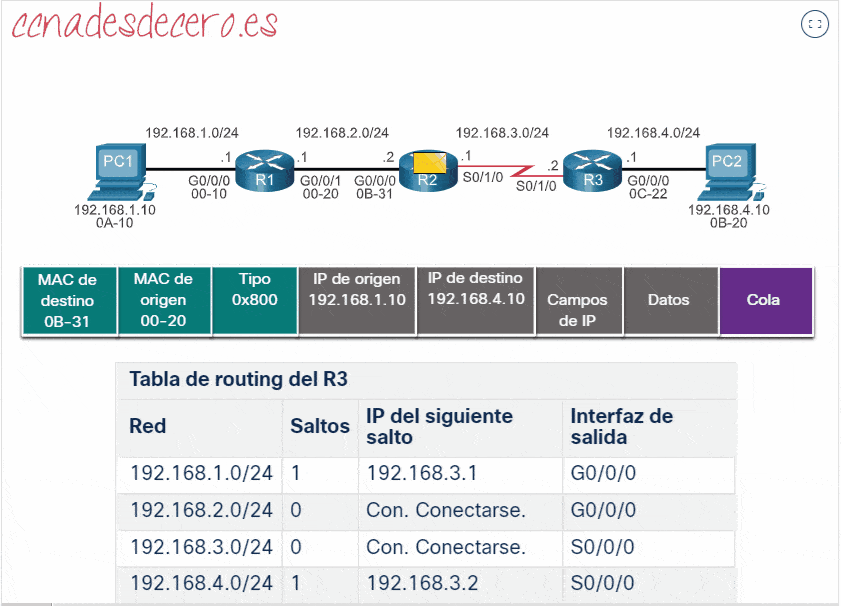 ccnadesdecero.es
192.168.1.0/24 192.168.2.0/24 192.168.3.0/24 192.168.4.0/24
PC1 .1 R1 .1 .2 R2 .1 .2 R3 .1 PC2
G0/0/0 G0/0/1 G0/0/0 S0/1/0 S0/1/0 G0/0/0
00-10 00-20 0B-31 0C-22
192.168.1.10 192.168.4.10
0A-10 0B-20
MAC de destino 0B-31
MAC de origen 00-20
Tipo 0x800
IP de origen 192.168.1.10
IP de destino 192.168.4.10
Campos de IP
Datos
Cola
Tabla de routing del R3
Red Saltos IP del siguiente salto Interfaz de salida
192.168.1.0/24 1 192.168.3.1 G0/0/0
192.168.2.0/24 0 Con. Conectarse. G0/0/0
192.168.3.0/24 0 Con. Conectarse. S0/0/0
192.168.4.0/24 1 192.168.3.2 S0/0/0